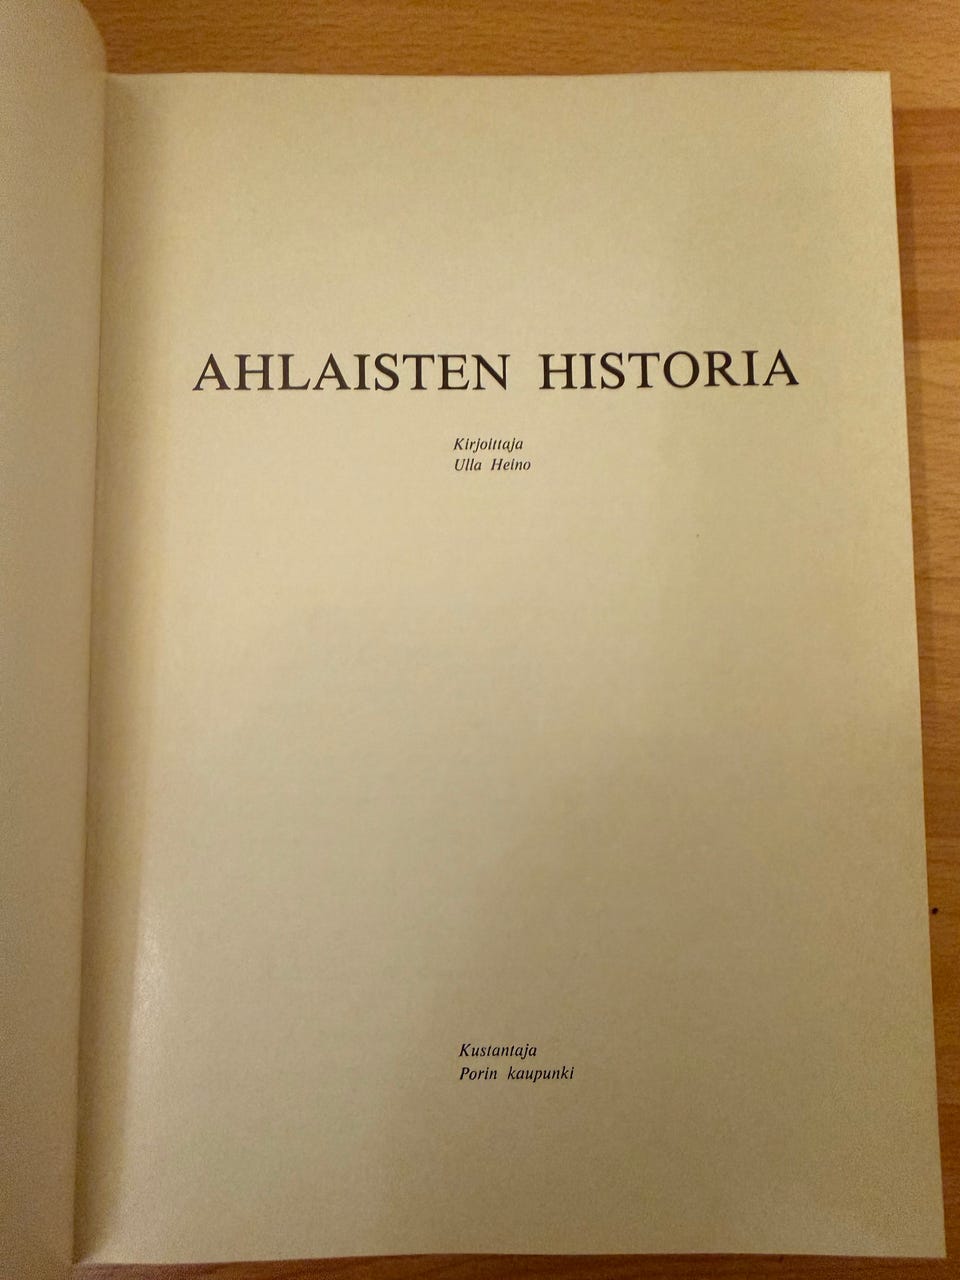 AHLAISTEN HISTORIA
Kirjoittaja
Ulla Heino
Kustantaja
Porin kaupunki